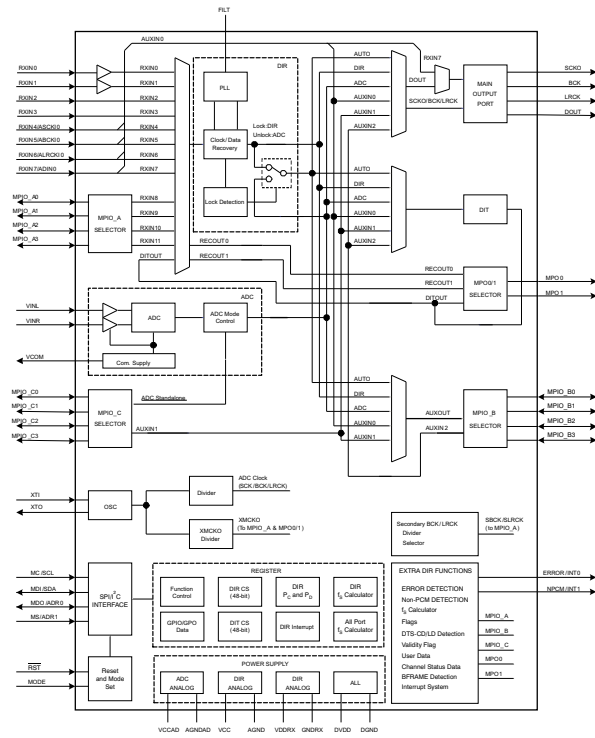 FILT
AUXIN0
RXIN0
RXIN1
RXIN2
RXIN3
RXIN4/ASCKI0
RXIN5/ABCKI0
RXIN6/ALRCKI0
RXIN7/ADIN0
RXIN0
RXIN1
RXIN2
RXIN3
RXIN4
RXIN5
RXIN6
RXIN7
DIR
PLL
Clock/Data
Recovery
Lock:DIR
Unlock:ADC
Lock Detection
AUTO
DIR
ADC
AUXIN0
AUXIN1
AUXIN2
RXIN7
DOUT
SCKO/BCK/LRCK
MAIN
OUTPUT
PORT
SCKO
BCK
LRCK
DOUT
AUTO
DIR
ADC
AUXIN0
AUXIN1
AUXIN2
DIT
MPIO_A0
MPIO_A1
MPIO_A2
MPIO_A3
MPIO_A
SELECTOR
RXIN8
RXIN9
RXIN10
RXIN11
DITOUT
RECOUT0
RECOUT1
RECOUT0
RECOUT1
DITOUT
MPO0/1
SELECTOR
MPO0
MPO1
VINL
VINR
VCOM
ADC
ADC
ADC Mode
Control
Com. Supply
MPIO_C0
MPIO_C1
MPIO_C2
MPIO_C3
MPIO_C
SELECTOR
ADC Standalone
AUXIN1
AUTO
DIR
ADC
AUXIN0
AUXIN1
AUXOUT
AUXIN2
MPIO_B
SELECTOR
MPIO_B0
MPIO_B1
MPIO_B2
MPIO_B3
XTI
XTO
OSC
Divider
ADC Clock
(SCK/BCK/LRCK)
XMCKO
Divider
XMCKO
(To MPIO_A & MPO0/1)
Secondary BCK/LRCK
Divider
Selector
SBCK/SLRCK
(to MPIO_A)
MC/SCL
MDI/SDA
MDO/ADR0
MS/ADR1
SPI/I2C
INTERFACE
REGISTER
Function
Control
DIR CS
(48-bit)
DIR
PC and PD
DIR
fS Calculator
GPIO/GPO
Data
DIT CS
(48-bit)
DIR Interrupt
All Port
fS Calculator
EXTRA DIR FUNCTIONS
ERROR DETECTION
Non-PCM DETECTION
fS Calculator
Flags
DTS-CD/LD Detection
Validity Flag
User Data
Channel Status Data
BFRAME Detection
Interrupt System
ERROR/INT0
NPCM/INT1
MPIO_A
MPIO_B
MPIO_C
MPO0
MPO1
RST
MODE
Reset
and Mode
Set
POWER SUPPLY
ADC
ANALOG
DIR
ANALOG
DIR
ANALOG
ALL
VCCAD
AGNDAD
VCC
AGND
VDDRX
GNDRX
DVDD
DGND